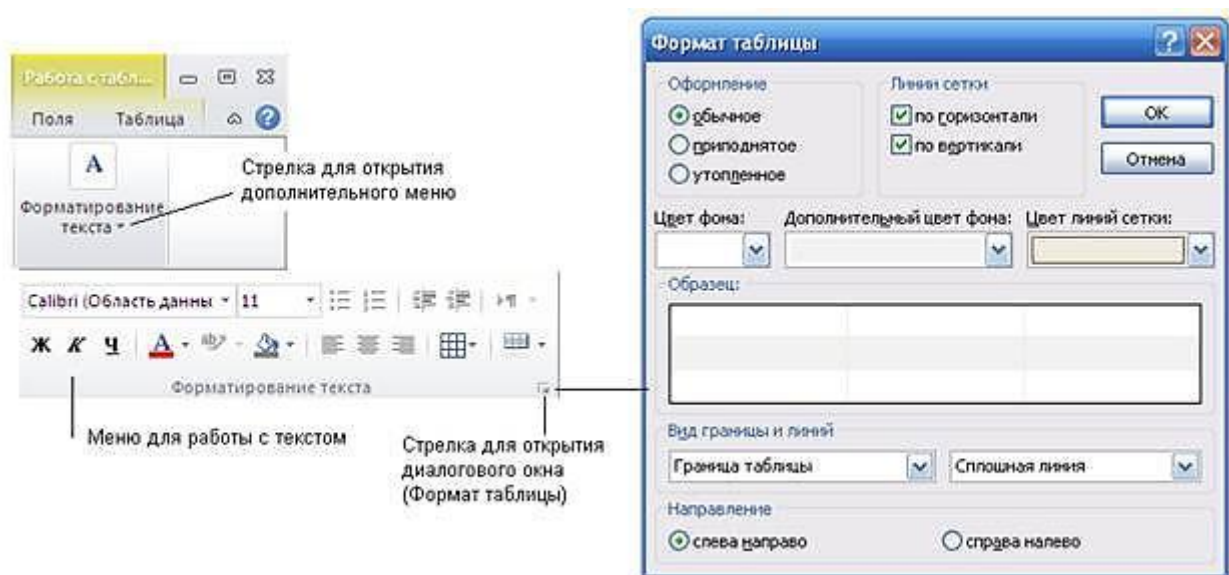 Работа с табл...
Поля Таблица
A
Форматирование
текста
Стрелка для открытия
дополнительного меню
Calibri (Область данны 11
Ж К Ч A ab
Форматирование текста
Меню для работы с текстом
Стрелка для открытия
диалогового окна
(Формат таблицы)
Формат таблицы
Оформление
обычное
приподнятое
утопленное
Линии сетки
по горизонтали
по вертикали
ОК
Отмена
Цвет фона: Дополнительный цвет фона: Цвет линий сетки:
Образец:
Вид границы и линий
Граница таблицы Сплошная линия
Направление
слева направо справа налево